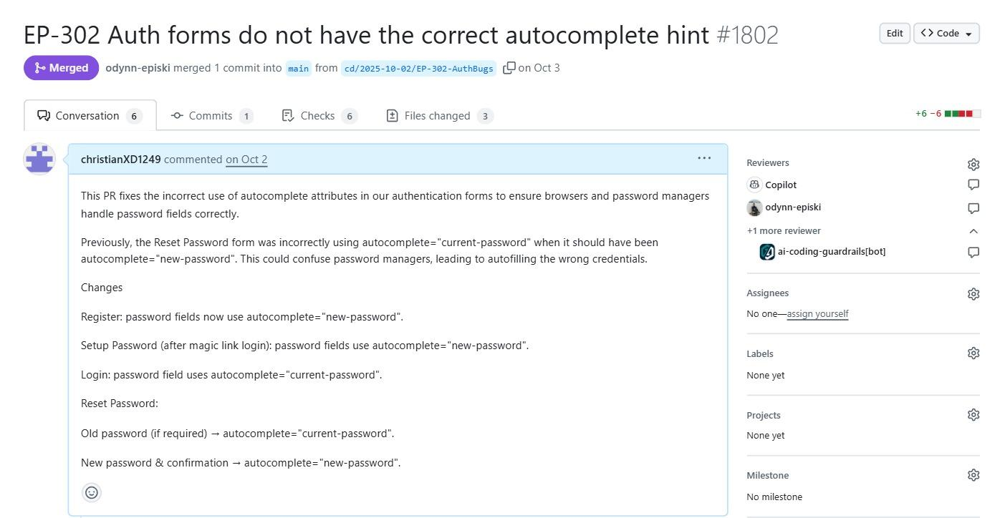 EP-302 Auth forms do not have the correct autocomplete hint #1802
Edit
<> Code
Merged
odynn-episki merged 1 commit into main from cd/2025-10-02/EP-302-AuthBugs on Oct 3
Conversation 6
Commits 1
Checks 6
Files changed 3
+6 −6
christianXD1249 commented on Oct 2
This PR fixes the incorrect use of autocomplete attributes in our authentication forms to ensure browsers and password managers
handle password fields correctly.
Previously, the Reset Password form was incorrectly using autocomplete="current-password" when it should have been
autocomplete="new-password". This could confuse password managers, leading to autofilling the wrong credentials.
Changes
Register: password fields now use autocomplete="new-password".
Setup Password (after magic link login): password fields use autocomplete="new-password".
Login: password field uses autocomplete="current-password".
Reset Password:
Old password (if required) → autocomplete="current-password".
New password & confirmation → autocomplete="new-password".
Reviewers
Copilot
odynn-episki
+1 more reviewer
ai-coding-guardrails[bot]
Assignees
No one—assign yourself
Labels
None yet
Projects
None yet
Milestone
No milestone